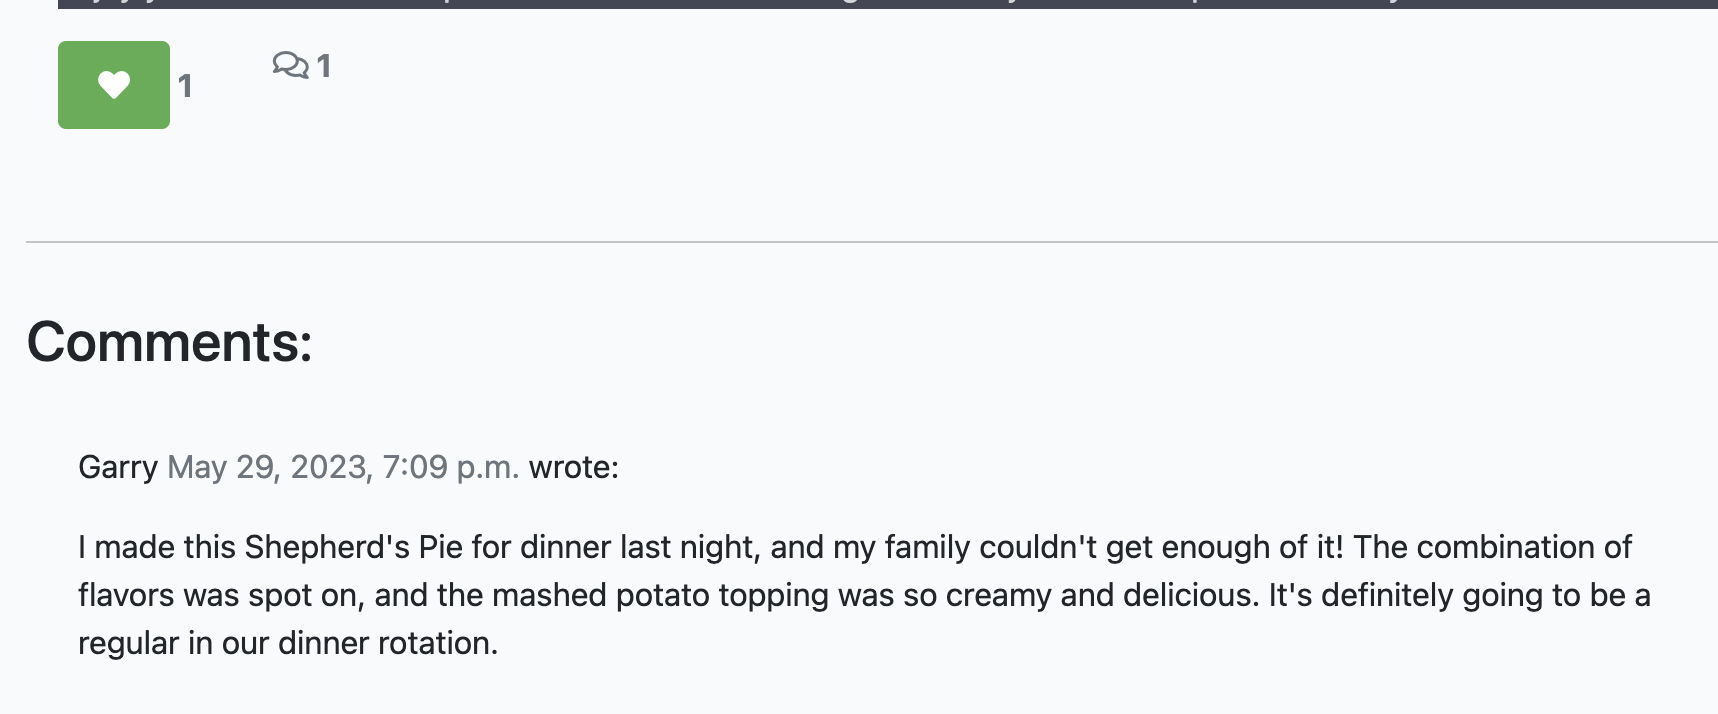 1
1
Comments:
Garry May 29, 2023, 7:09 p.m. wrote:
I made this Shepherd's Pie for dinner last night, and my family couldn't get enough of it! The combination of
flavors was spot on, and the mashed potato topping was so creamy and delicious. It's definitely going to be a
regular in our dinner rotation.